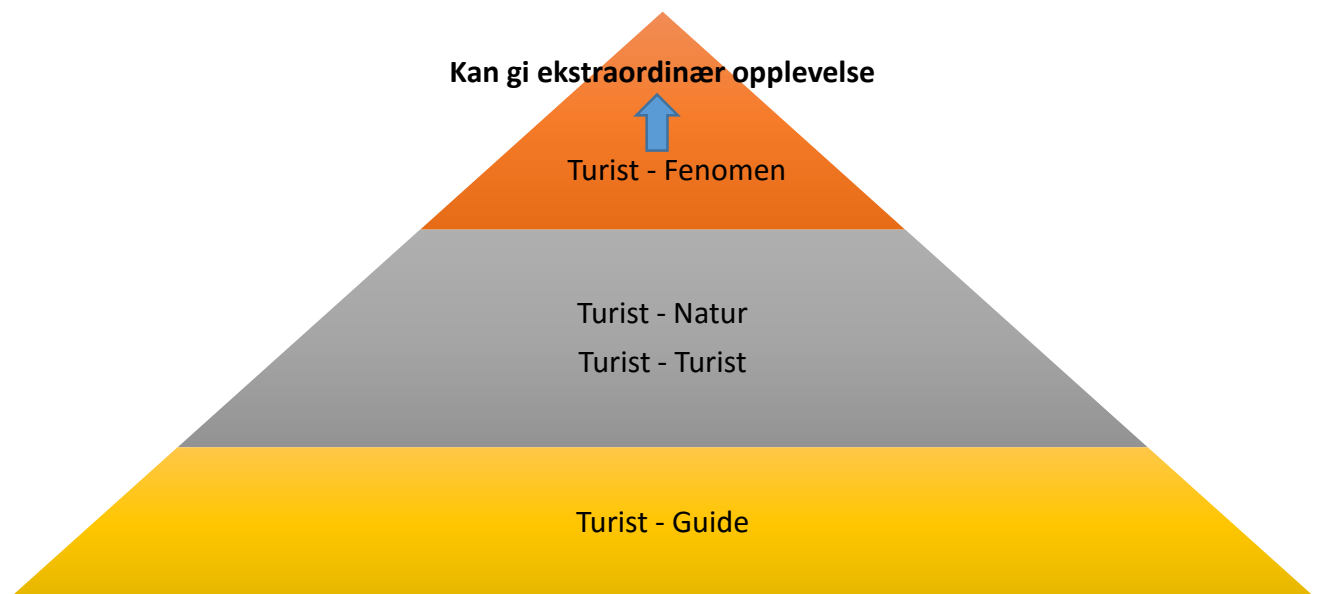 Kan gi ekstraordinær opplevelse
Turist - Fenomen
Turist - Natur
Turist - Turist
Turist - Guide